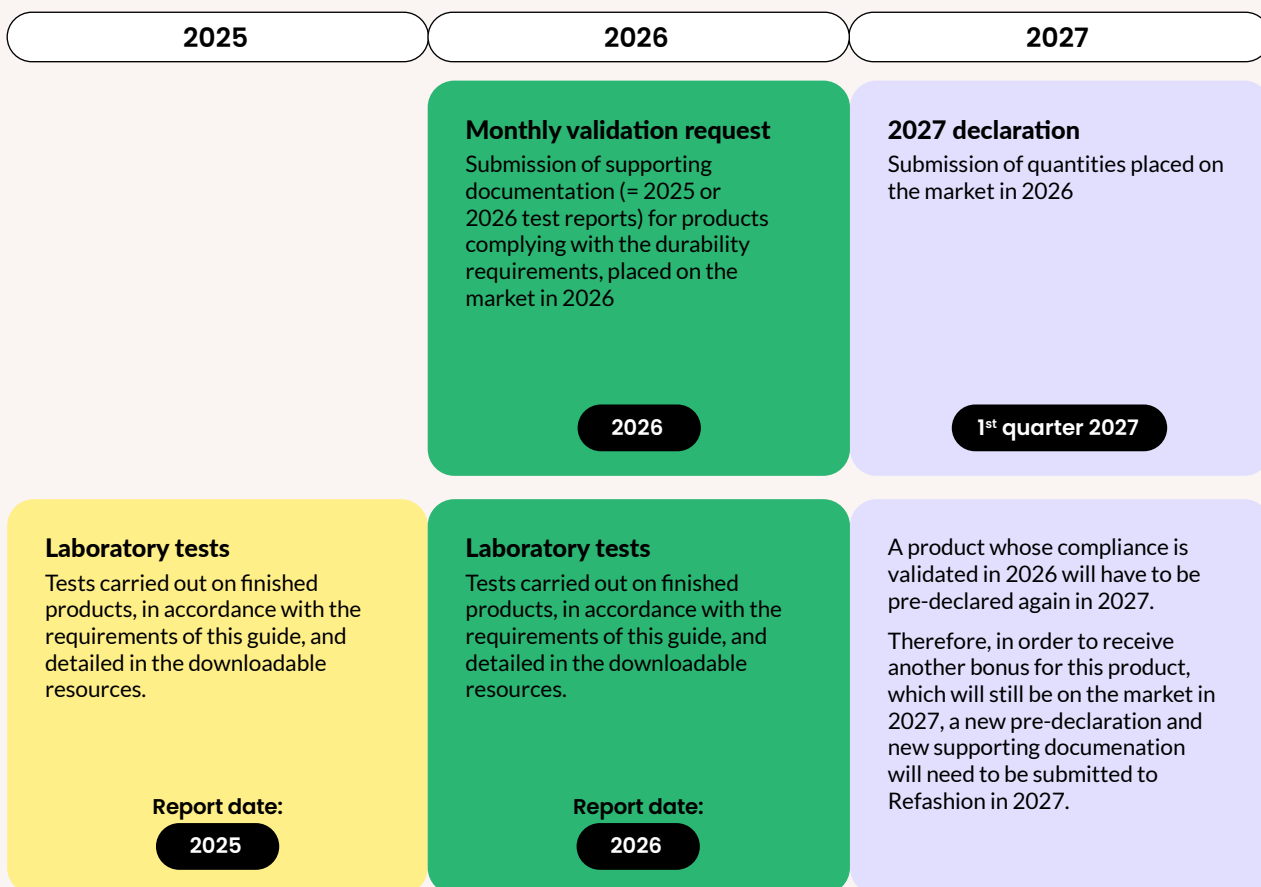 2025
2026
2027
Monthly validation request
Submission of supporting
documentation (= 2025 or
2026 test reports) for products
complying with the durability
requirements, placed on the
market in 2026
2026
2027 declaration
Submission of quantities placed on
the market in 2026
1st quarter 2027
Laboratory tests
Tests carried out on finished
products, in accordance with the
requirements of this guide, and
detailed in the downloadable
resources.
Report date:
2025
Laboratory tests
Tests carried out on finished
products, in accordance with the
requirements of this guide, and
detailed in the downloadable
resources.
Report date:
2026
A product whose compliance is
validated in 2026 will have to be
pre-declared again in 2027.
Therefore, in order to receive
another bonus for this product,
which will still be on the market in
2027, a new pre-declaration and
new supporting documenation
will need to be submitted to
Refashion in 2027.